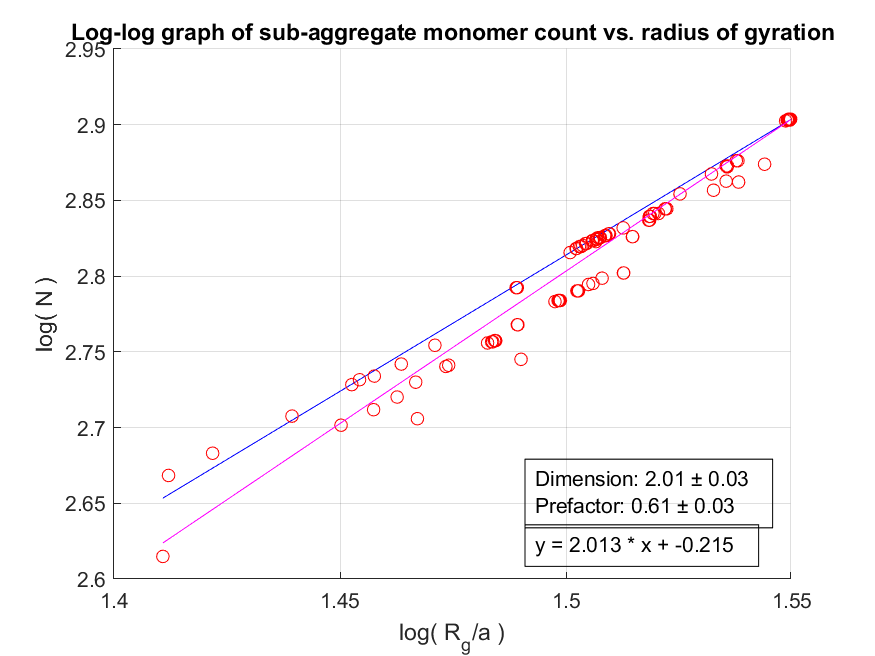 Log-log graph of sub-aggregate monomer count vs. radius of gyration
2.95
2.9
2.85
2.8
2.75
2.7
2.65
2.6
log( N )
Dimension: 2.01 ± 0.03
Prefactor: 0.61 ± 0.03
y = 2.013 * x + -0.215
1.4 1.45 1.5 1.55
log( R_g/a )